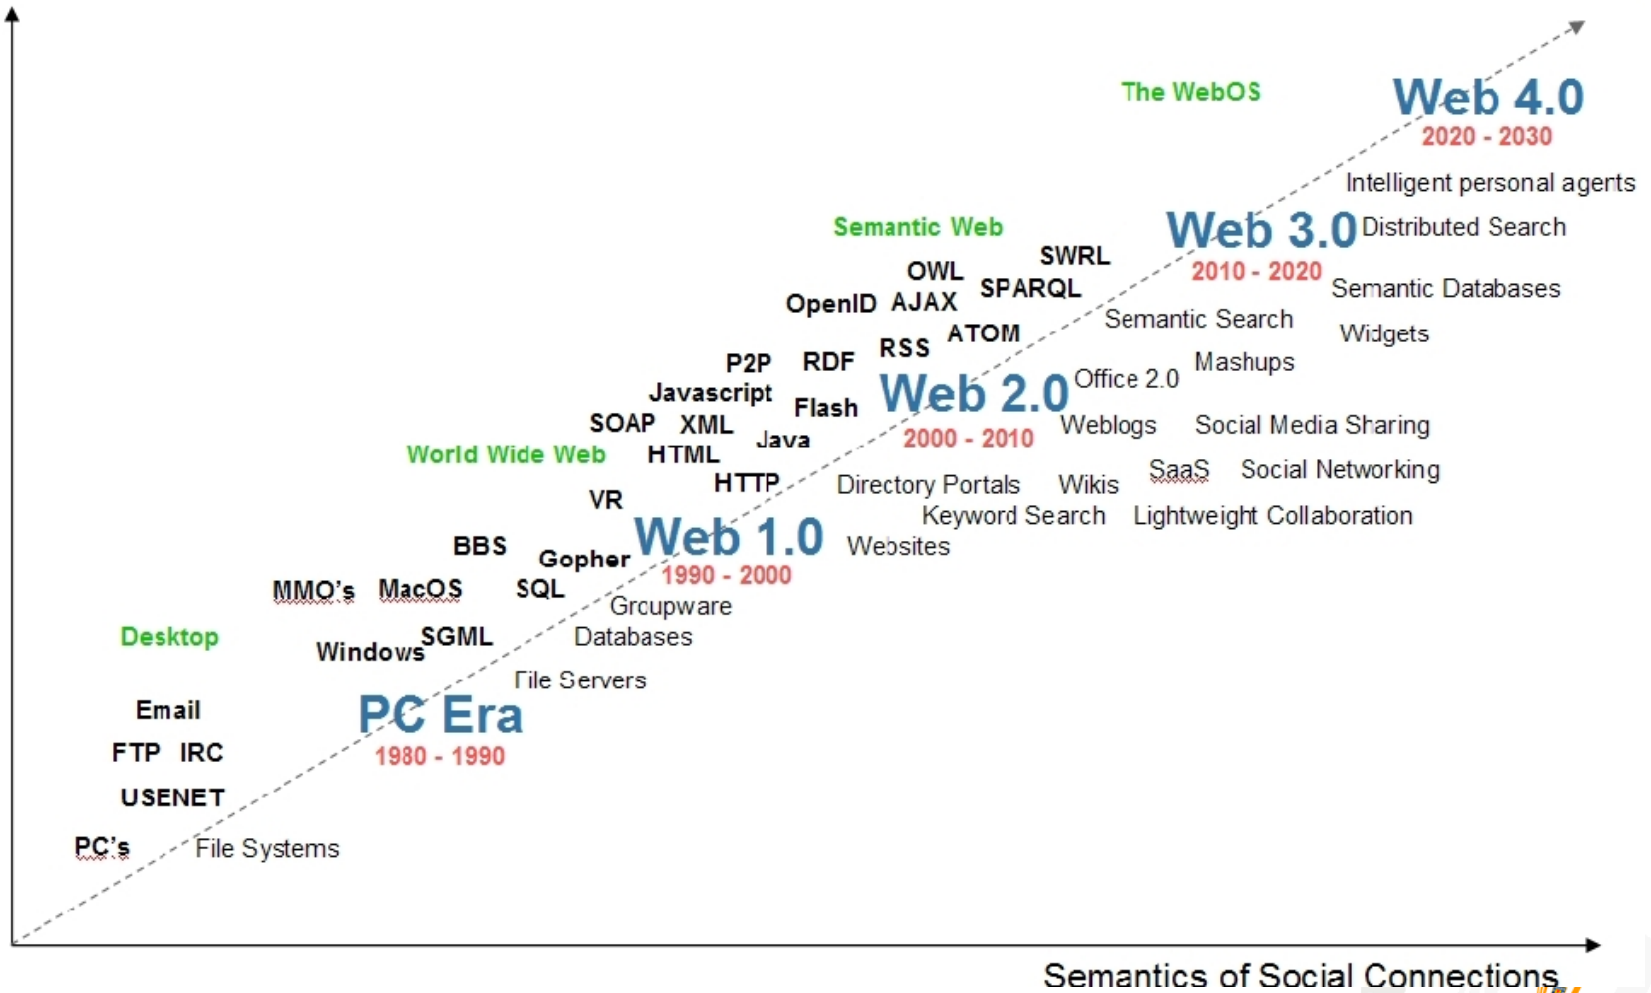 The WebOS
Web 4.0
2020 - 2030
Intelligent personal agents
Semantic Web
Web 3.0
Distributed Search
2010 - 2020
SWRL
OWL
SPARQL
Semantic Databases
OpenID
AJAX
Semantic Search
ATOM
Widgets
RSS
P2P
RDF
Mashups
Javascript
Web 2.0
Office 2.0
Flash
2000 - 2010
SOAP
XML
Weblogs
Social Media Sharing
Java
World Wide Web
HTML
SaaS
Social Networking
HTTP
Directory Portals
Wikis
VR
Keyword Search
Lightweight Collaboration
Web 1.0
Websites
1990 - 2000
BBS
Gopher
MMO's
MacOS
SQL
Groupware
Desktop
SGML
Databases
Windows
File Servers
Email
PC Era
1980 - 1990
FTP IRC
USENET
PC's
File Systems
Semantics of Social Connections